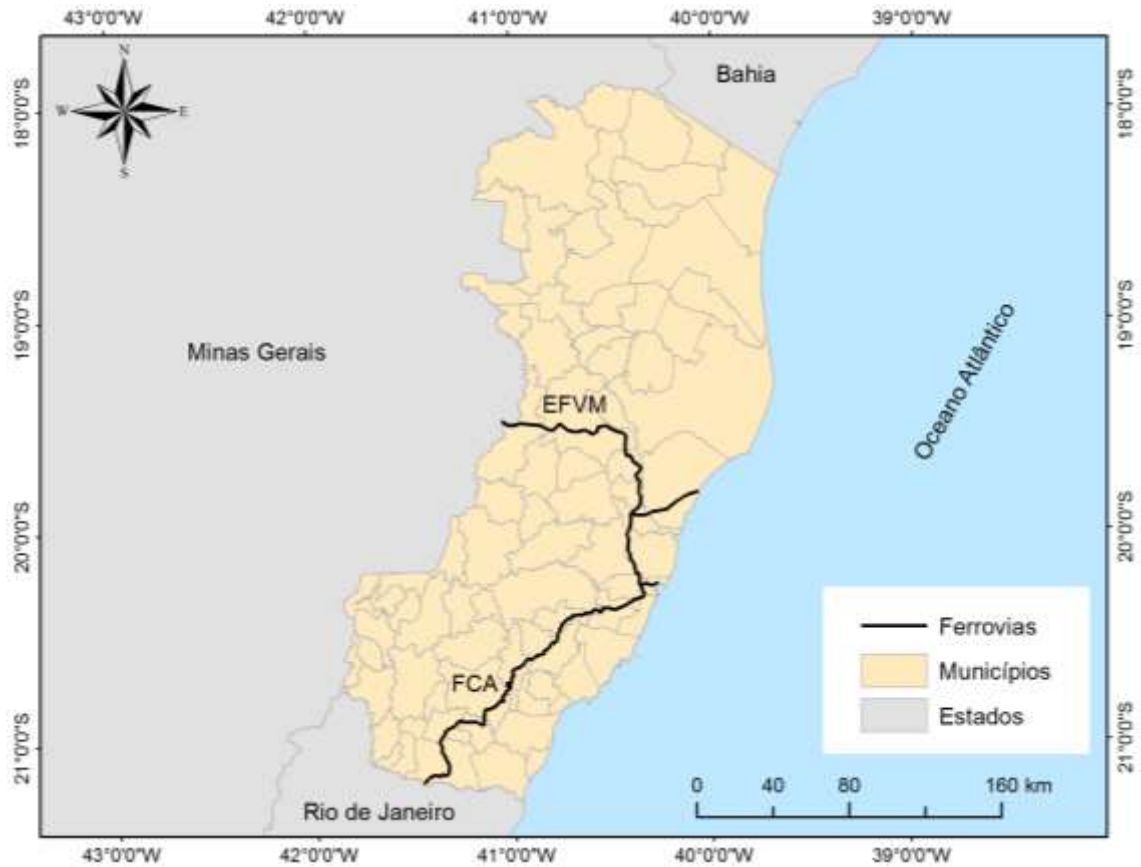 43°0'0"W 42°0'0"W 41°0'0"W 40°0'0"W 39°0'0"W
N
W E
S
Bahia
18°0'0"S 18°0'0"S
19°0'0"S 19°0'0"S
Minas Gerais
Oceano Atlântico
EFVM
20°0'0"S 20°0'0"S
Ferrovias
Municípios
Estados
FCA
21°0'0"S 21°0'0"S
0 40 80 160 km
Rio de Janeiro
43°0'0"W 42°0'0"W 41°0'0"W 40°0'0"W 39°0'0"W